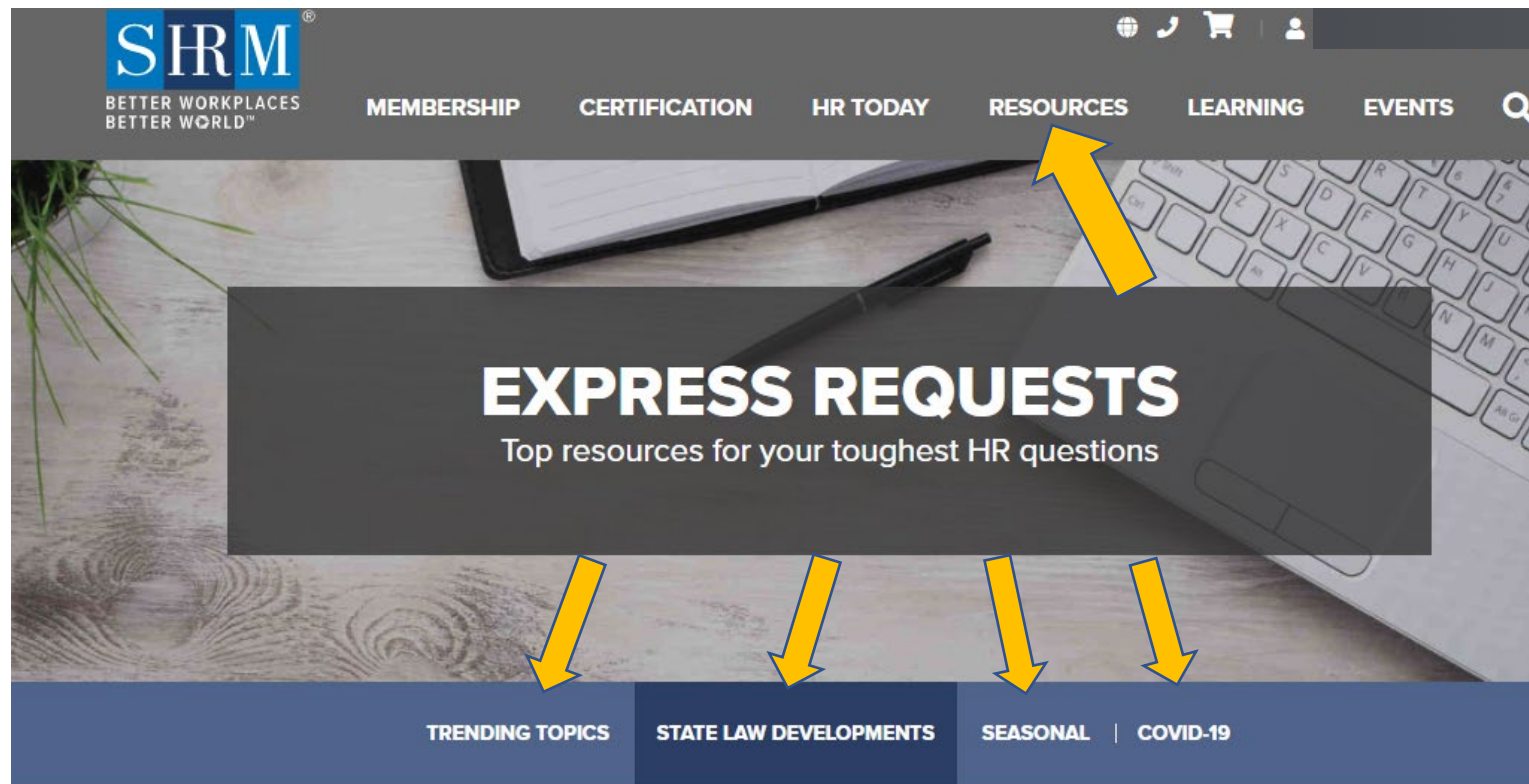 SHRM®
BETTER WORKPLACES
BETTER WORLD™
MEMBERSHIP CERTIFICATION HR TODAY RESOURCES LEARNING EVENTS
EXPRESS REQUESTS
Top resources for your toughest HR questions
TRENDING TOPICS STATE LAW DEVELOPMENTS SEASONAL | COVID-19